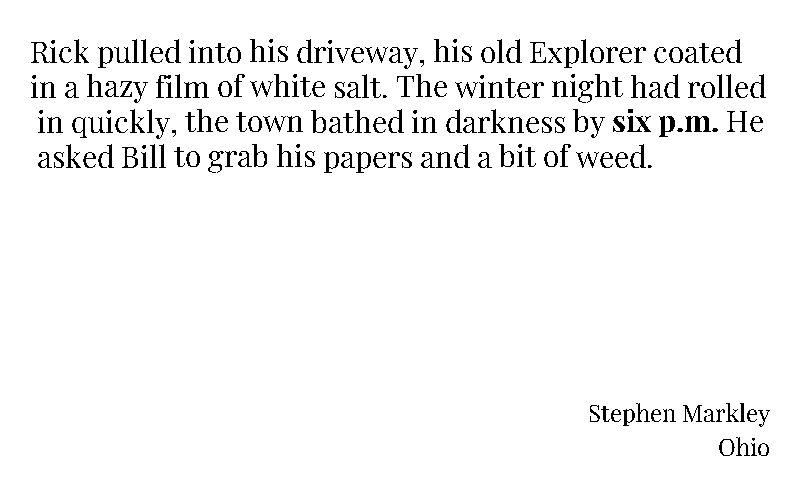 Rick pulled into his driveway, his old Explorer coated
in a hazy film of white salt. The winter night had rolled
in quickly, the town bathed in darkness by six p.m. He
asked Bill to grab his papers and a bit of weed.
Stephen Markley
Ohio